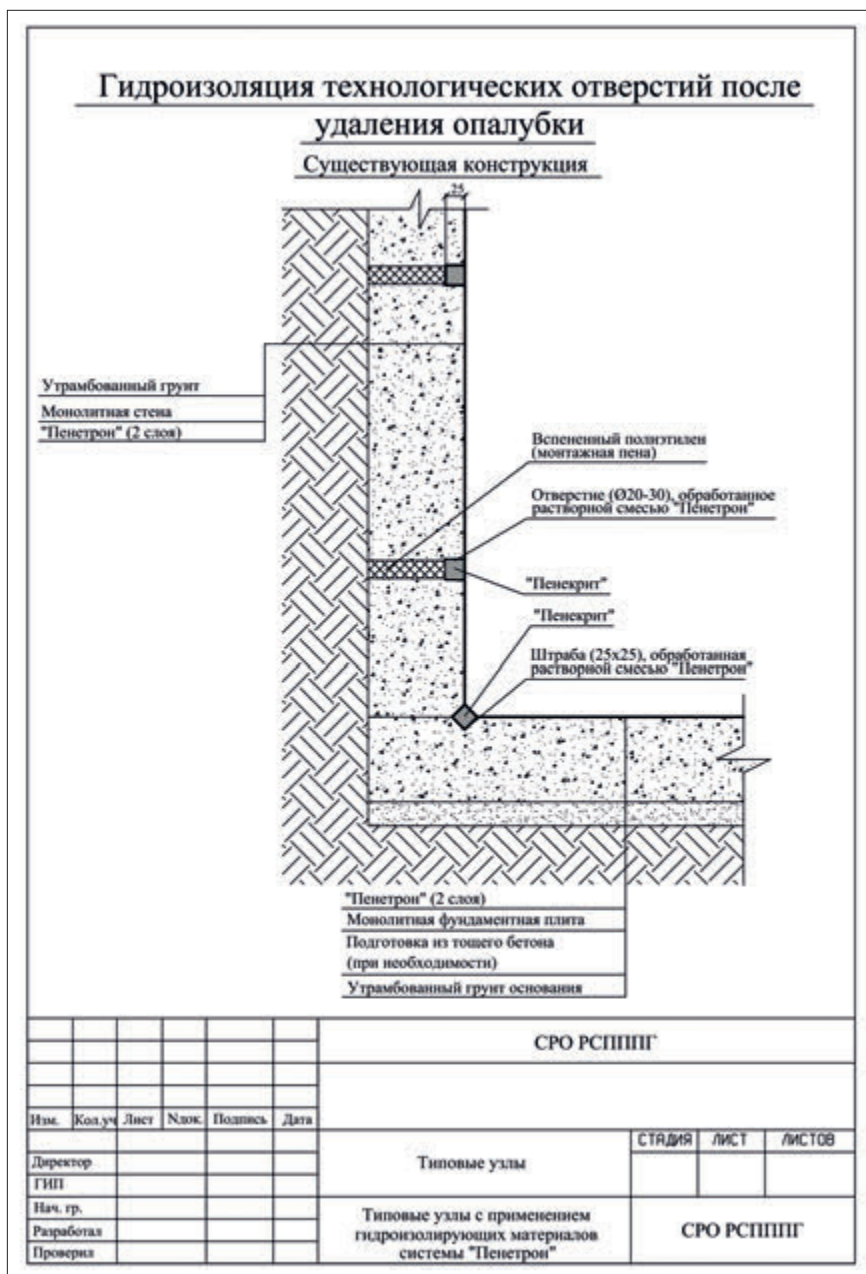 Гидроизоляция технологических отверстий после
удаления опалубки
Существующая конструкция
25
Утрамбованный грунт
Монолитная стена
"Пенетрон" (2 слоя)
Вспененный полиэтилен
(монтажная пена)
Отверстие (Ø20-30), обработанное
растворной смесью "Пенетрон"
"Пенекрит"
"Пенекрит"
Штраба (25х25), обработанная
растворной смесью "Пенетрон"
"Пенетрон" (2 слоя)
Монолитная фундаментная плита
Подготовка из тощего бетона
(при необходимости)
Утрамбованный грунт основания
СРО РСПППГ
Изм. Кол.уч Лист Nдок. Подпись Дата
Типовые узлы
СТАДИЯ ЛИСТ ЛИСТОВ
Директор
ГИП
Нач. гр.
Разработал
Проверил
Типовые узлы с применением
гидроизолирующих материалов
системы "Пенетрон"
СРО РСПППГ